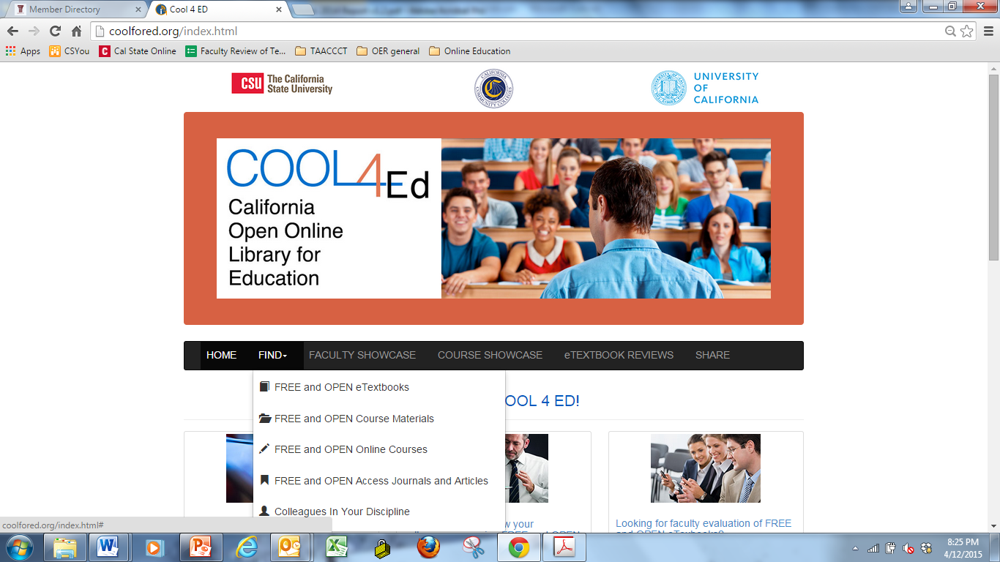 Member Directory
Cool 4 ED
coolfored.org/index.html
Apps
CSYou
Cal State Online
Faculty Review of Te...
TAACCCT
OER general
Online Education
CSU The California
State University
UNIVERSITY
OF
CALIFORNIA
COOL4Ed
California
Open Online
Library for
Education
HOME
FIND
FACULTY SHOWCASE
COURSE SHOWCASE
eTEXTBOOK REVIEWS
SHARE
FREE and OPEN eTextbooks
FREE and OPEN Course Materials
FREE and OPEN Online Courses
FREE and OPEN Access Journals and Articles
Colleagues In Your Discipline
OOL 4 ED!
w your
Looking for faculty evaluation of FREE
and OPEN eTexbooks?
coolfored.org/index.html#
8:25 PM
4/12/2015